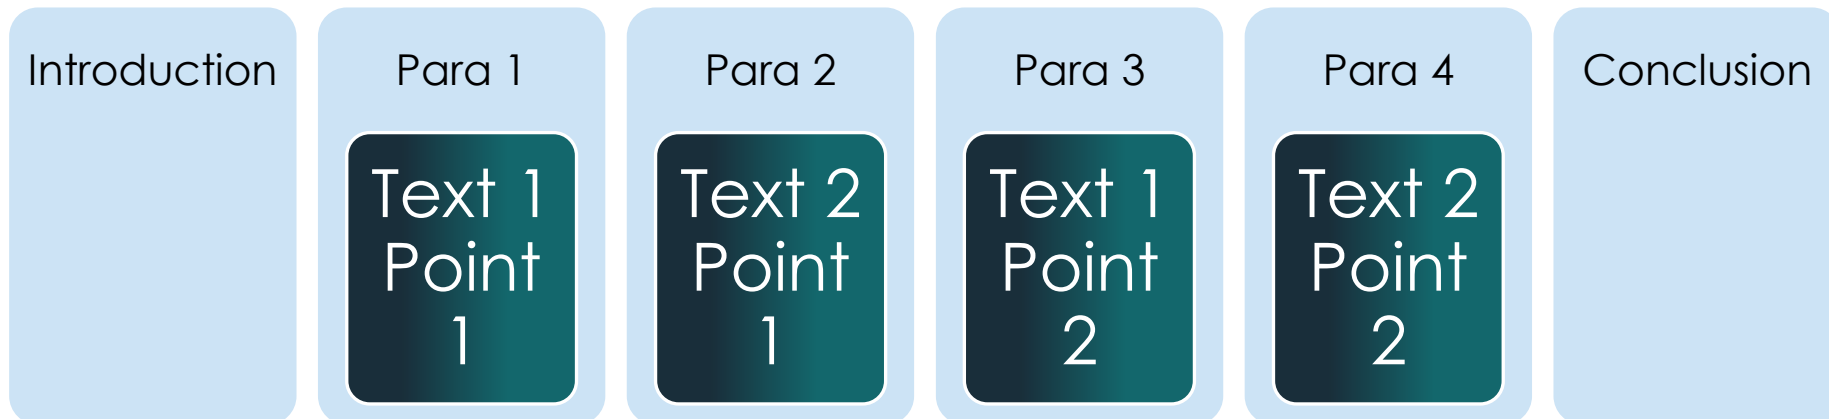 Introduction
Para 1
Text 1
Point
1
Para 2
Text 2
Point
1
Para 3
Text 1
Point
2
Para 4
Text 2
Point
2
Conclusion